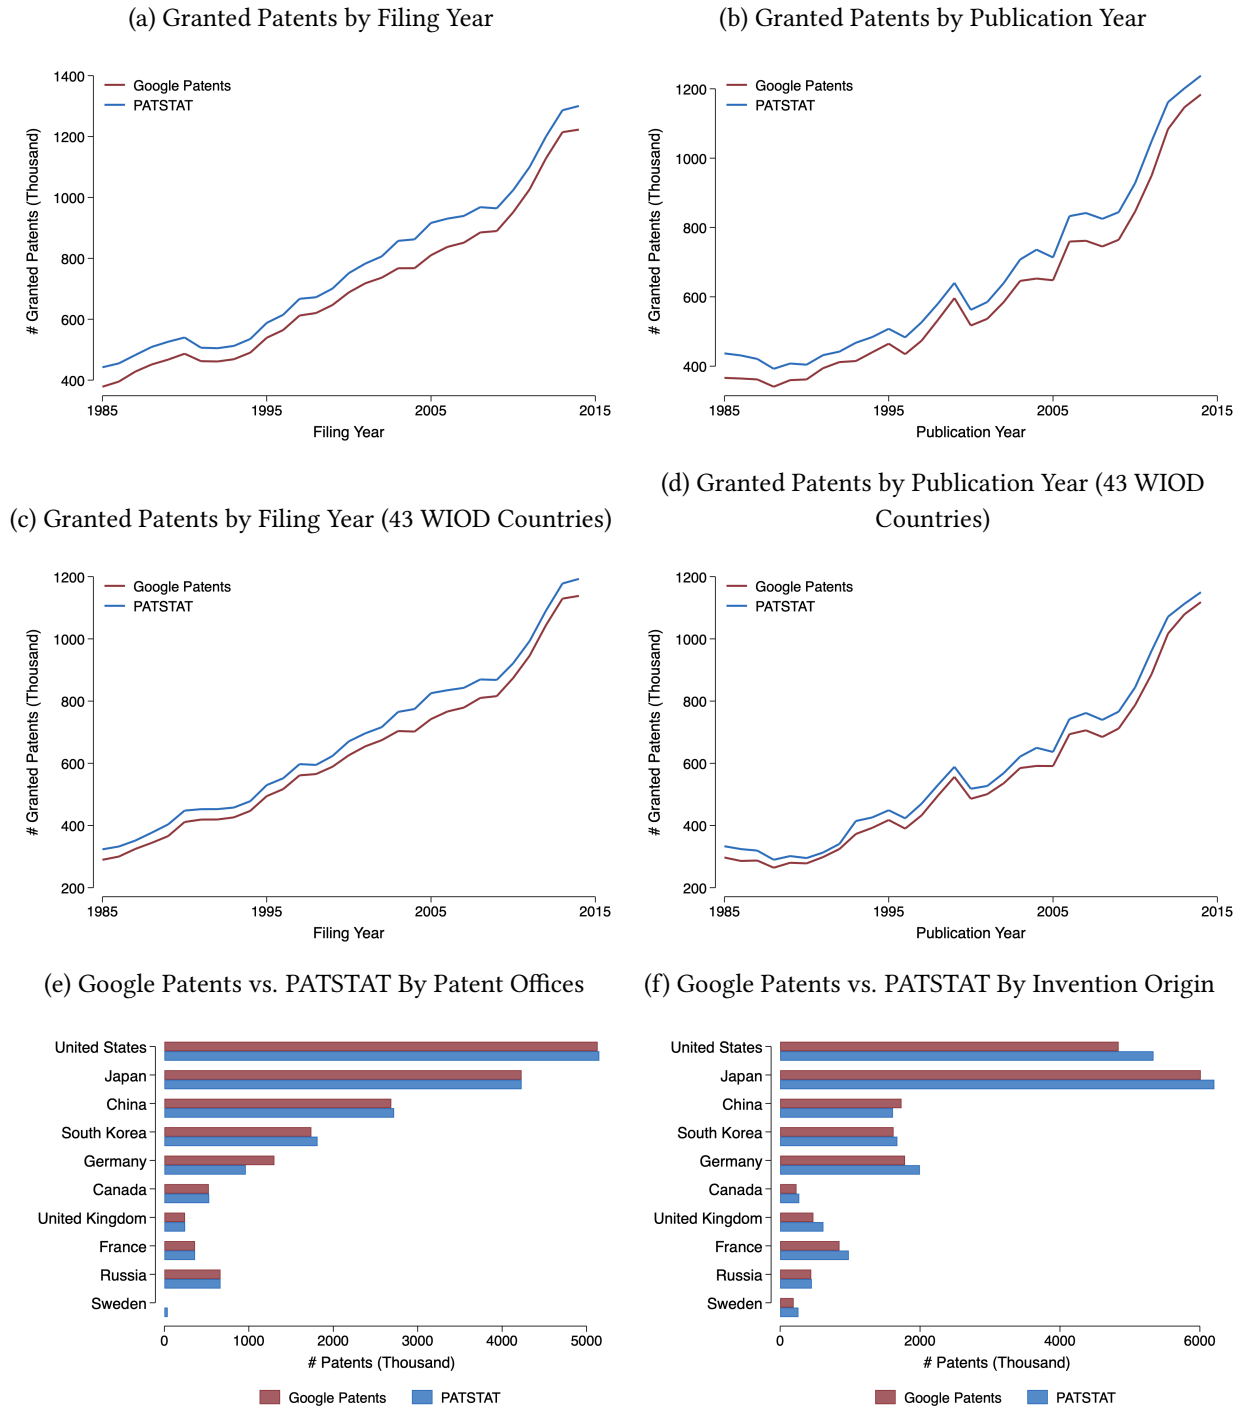 (a) Granted Patents by Filing Year
# Granted Patents (Thousand)
1400
1200
1000
800
600
400
Google Patents
PATSTAT
1985
1995
2005
2015
Filing Year
(b) Granted Patents by Publication Year
# Granted Patents (Thousand)
1200
1000
800
600
400
Google Patents
PATSTAT
1985
1995
2005
2015
Publication Year
(c) Granted Patents by Filing Year (43 WIOD Countries)
# Granted Patents (Thousand)
1200
1000
800
600
400
200
Google Patents
PATSTAT
1985
1995
2005
2015
Filing Year
(d) Granted Patents by Publication Year (43 WIOD
Countries)
# Granted Patents (Thousand)
1200
1000
800
600
400
200
Google Patents
PATSTAT
1985
1995
2005
2015
Publication Year
(e) Google Patents vs. PATSTAT By Patent Offices
United States
Japan
China
South Korea
Germany
Canada
United Kingdom
France
Russia
Sweden
0
1000
2000
3000
4000
5000
# Patents (Thousand)
Google Patents
PATSTAT
(f) Google Patents vs. PATSTAT By Invention Origin
United States
Japan
China
South Korea
Germany
Canada
United Kingdom
France
Russia
Sweden
0
2000
4000
6000
# Patents (Thousand)
Google Patents
PATSTAT